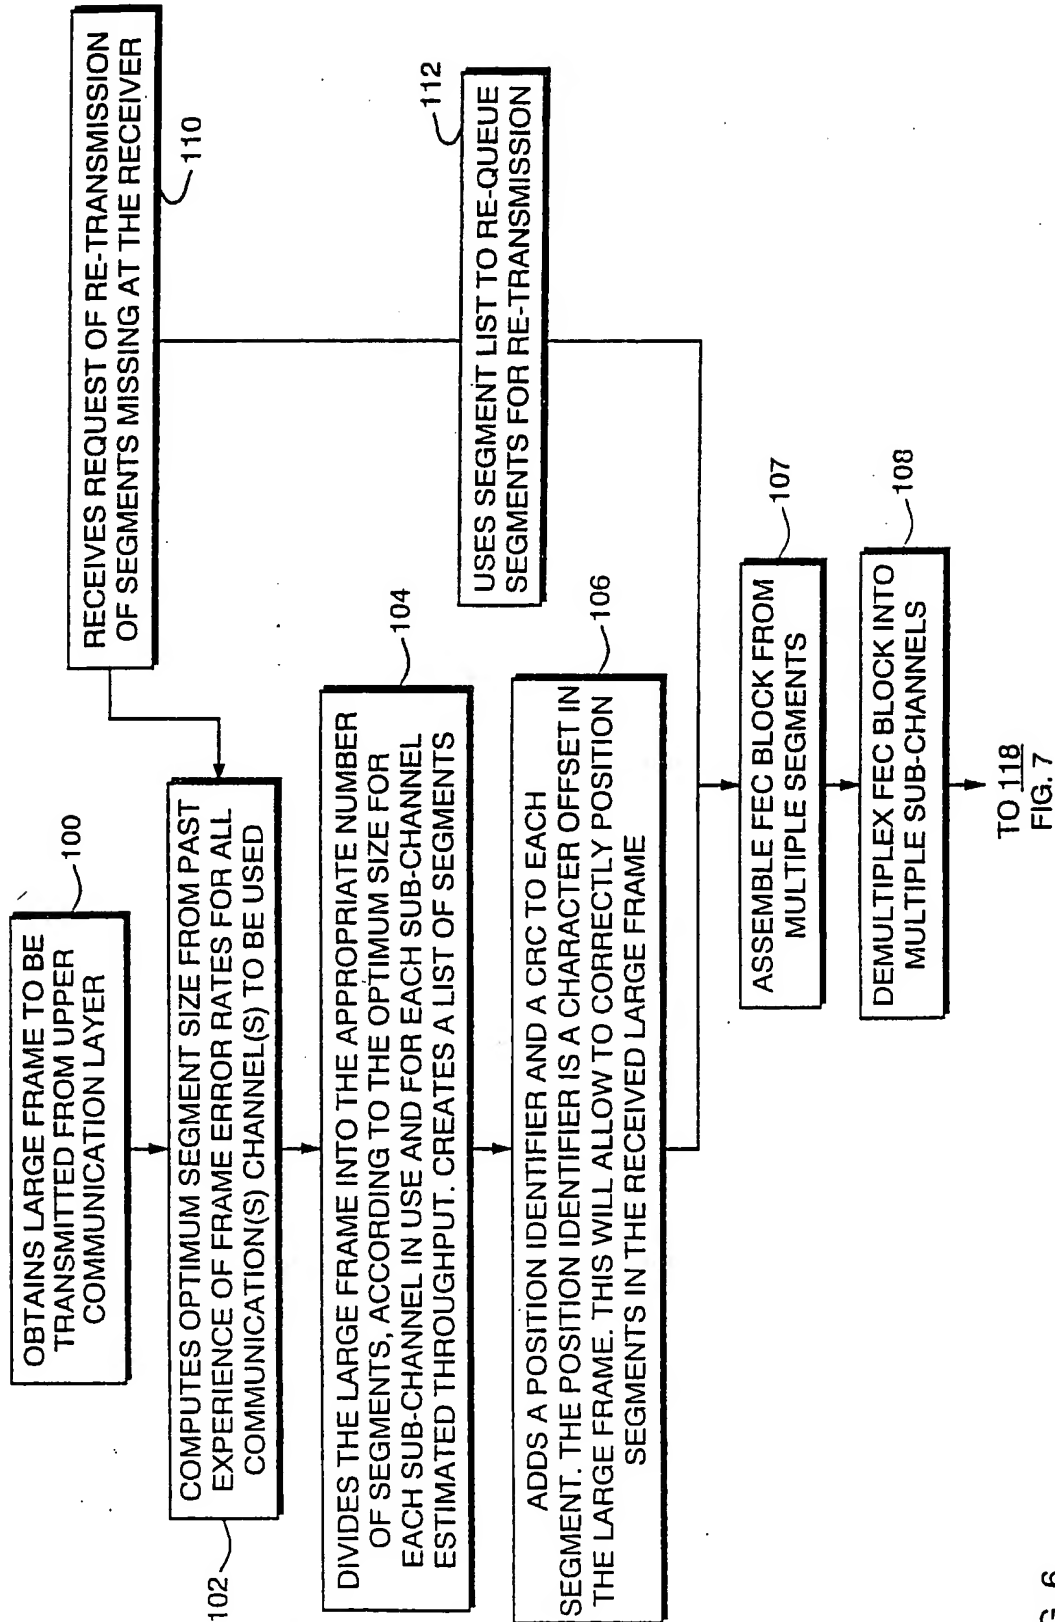 OBTAINS LARGE FRAME TO BE
TRANSMITTED FROM UPPER
COMMUNICATION LAYER
100
COMPUTES OPTIMUM SEGMENT SIZE FROM PAST
EXPERIENCE OF FRAME ERROR RATES FOR ALL
COMMUNICATION(S) CHANNEL(S) TO BE USED
102
DIVIDES THE LARGE FRAME INTO THE APPROPRIATE NUMBER
OF SEGMENTS, ACCORDING TO THE OPTIMUM SIZE FOR
EACH SUB-CHANNEL IN USE AND FOR EACH SUB-CHANNEL
ESTIMATED THROUGHPUT. CREATES A LIST OF SEGMENTS
104
ADDS A POSITION IDENTIFIER AND A CRC TO EACH
SEGMENT. THE POSITION IDENTIFIER IS A CHARACTER OFFSET IN
THE LARGE FRAME. THIS WILL ALLOW TO CORRECTLY POSITION
SEGMENTS IN THE RECEIVED LARGE FRAME
106
RECEIVES REQUEST OF RE-TRANSMISSION
OF SEGMENTS MISSING AT THE RECEIVER
110
USES SEGMENT LIST TO RE-QUEUE
SEGMENTS FOR RE-TRANSMISSION
112
ASSEMBLE FEC BLOCK FROM
MULTIPLE SEGMENTS
107
DEMULTIPLEX FEC BLOCK INTO
MULTIPLE SUB-CHANNELS
108
TO 118
FIG. 7
G. 6